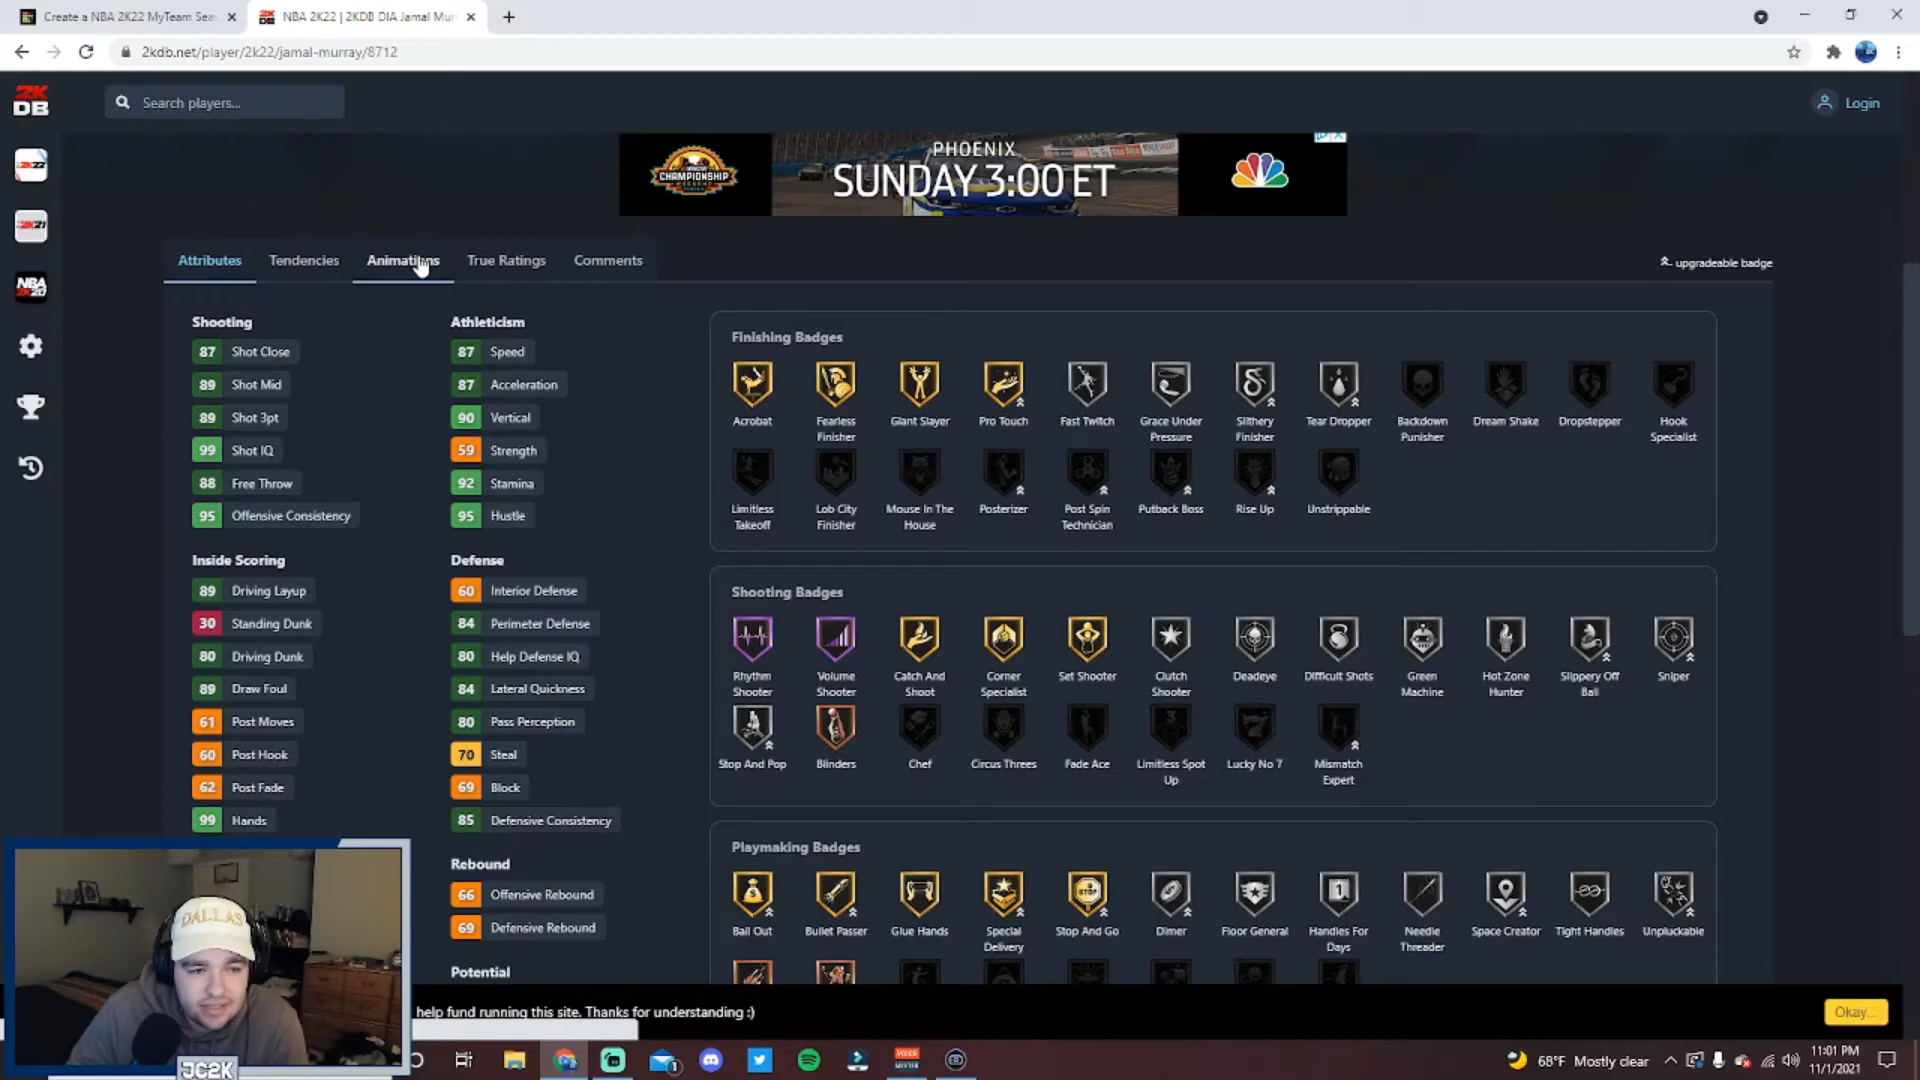 Create a NBA 2K22 MyTeam Sea
NBA 2K22 | 2KDB DIA Jamal Mur
2kdb.net/player/2k22/jamal-murray/8712
2K DB
Search players...
Login
2K22
2K21
NBA 2K20
CHAMPIONSHIP
PHOENIX
SUNDAY 3:00 ET
NBC
Attributes Tendencies Animations True Ratings Comments
upgradeable badge
Shooting
87 Shot Close
89 Shot Mid
89 Shot 3pt
99 Shot IQ
88 Free Throw
95 Offensive Consistency
Inside Scoring
89 Driving Layup
30 Standing Dunk
80 Driving Dunk
89 Draw Foul
61 Post Moves
60 Post Hook
62 Post Fade
99 Hands
Athleticism
87 Speed
87 Acceleration
90 Vertical
59 Strength
92 Stamina
95 Hustle
Defense
60 Interior Defense
84 Perimeter Defense
80 Help Defense IQ
84 Lateral Quickness
80 Pass Perception
70 Steal
69 Block
85 Defensive Consistency
Rebound
66 Offensive Rebound
69 Defensive Rebound
Potential
Finishing Badges
Acrobat
Fearless Finisher
Giant Slayer
Pro Touch
Fast Twitch
Grace Under Pressure
Slithery Finisher
Tear Dropper
Backdown Punisher
Dream Shake
Dropstepper
Hook Specialist
Limitless Takeoff
Lob City Finisher
Mouse In The House
Posterizer
Post Spin Technician
Putback Boss
Rise Up
Unstrippable
Shooting Badges
Rhythm Shooter
Volume Shooter
Catch And Shoot
Corner Specialist
Set Shooter
Clutch Shooter
Deadeye
Difficult Shots
Green Machine
Hot Zone Hunter
Slippery Off Ball
Sniper
Stop And Pop
Blinders
Chef
Circus Threes
Fade Ace
Limitless Spot Up
Lucky No 7
Mismatch Expert
Playmaking Badges
Bail Out
Bullet Passer
Glue Hands
Special Delivery
Stop And Go
Dimer
Floor General
Handles For Days
Needle Threader
Space Creator
Tight Handles
Unpluckable
DALLAS
JC2K
help fund running this site. Thanks for understanding :)
Okay...
68°F Mostly clear
11:01 PM
11/1/2021